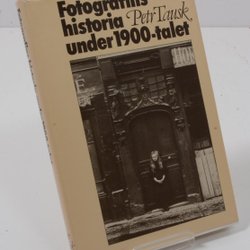 Fotografins
historia Petr Tausk
under 1900-talet